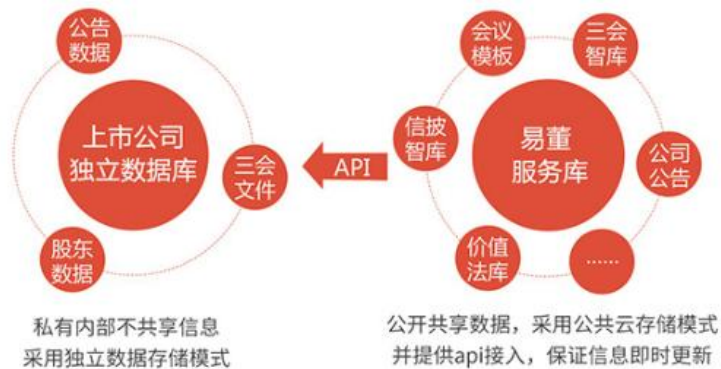 公告
数据
上市公司
独立数据库
三会
文件
股东
数据
私有内部不共享信息
采用独立数据存储模式
API
会议
模板
三会
智库
信披
智库
易董
服务库
公司
公告
价值
法库
……
公开共享数据，采用公共云存储模式
并提供api接入，保证信息即时更新